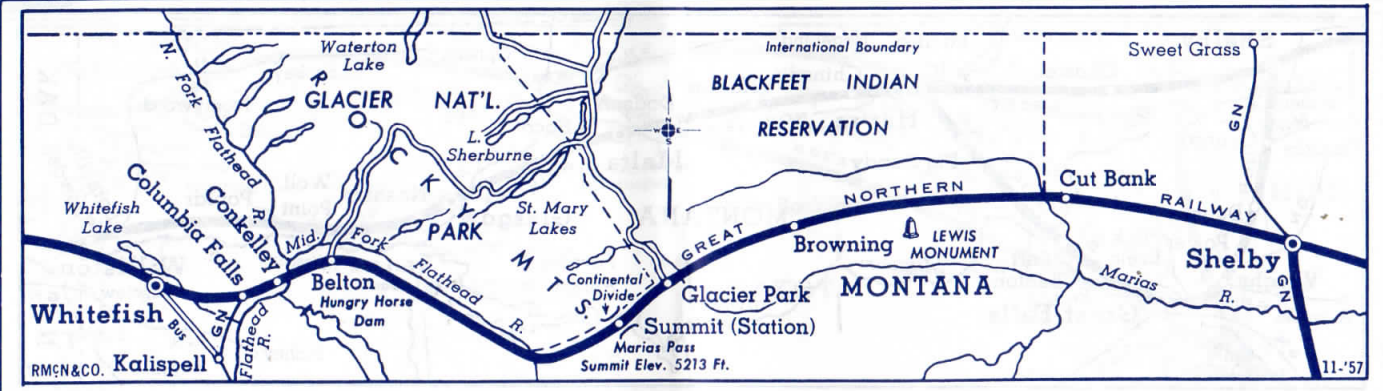 International Boundary
Sweet Grass
Waterton
Lake
N. Fork Flathead R.
R O C K Y M T S.
GLACIER NAT'L. PARK
BLACKFEET INDIAN
RESERVATION
L.
Sherburne
St. Mary
Lakes
Whitefish
Lake
Columbia Falls
Conkelley
Mid. Fork Flathead R.
GREAT NORTHERN RAILWAY
Cut Bank
GN
Browning
LEWIS
MONUMENT
Shelby
Belton
Hungry Horse
Dam
Continental
Divide
Glacier Park
MONTANA
Marias R.
Whitefish
Bus
GN
Flathead R.
Kalispell
Summit (Station)
Marias Pass
Summit Elev. 5213 Ft.
GN
W E
S
RMCN&CO.
11-'57